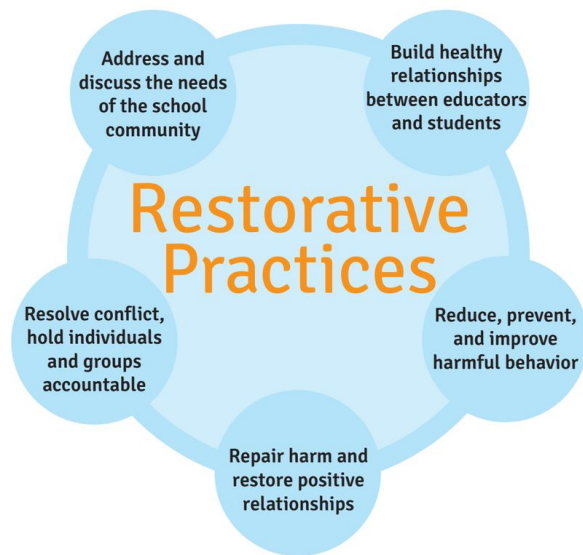 Address and
discuss the needs
of the school
community
Build healthy
relationships
between educators
and students
Restorative
Practices
Resolve conflict,
hold individuals
and groups
accountable
Reduce, prevent,
and improve
harmful behavior
Repair harm and
restore positive
relationships